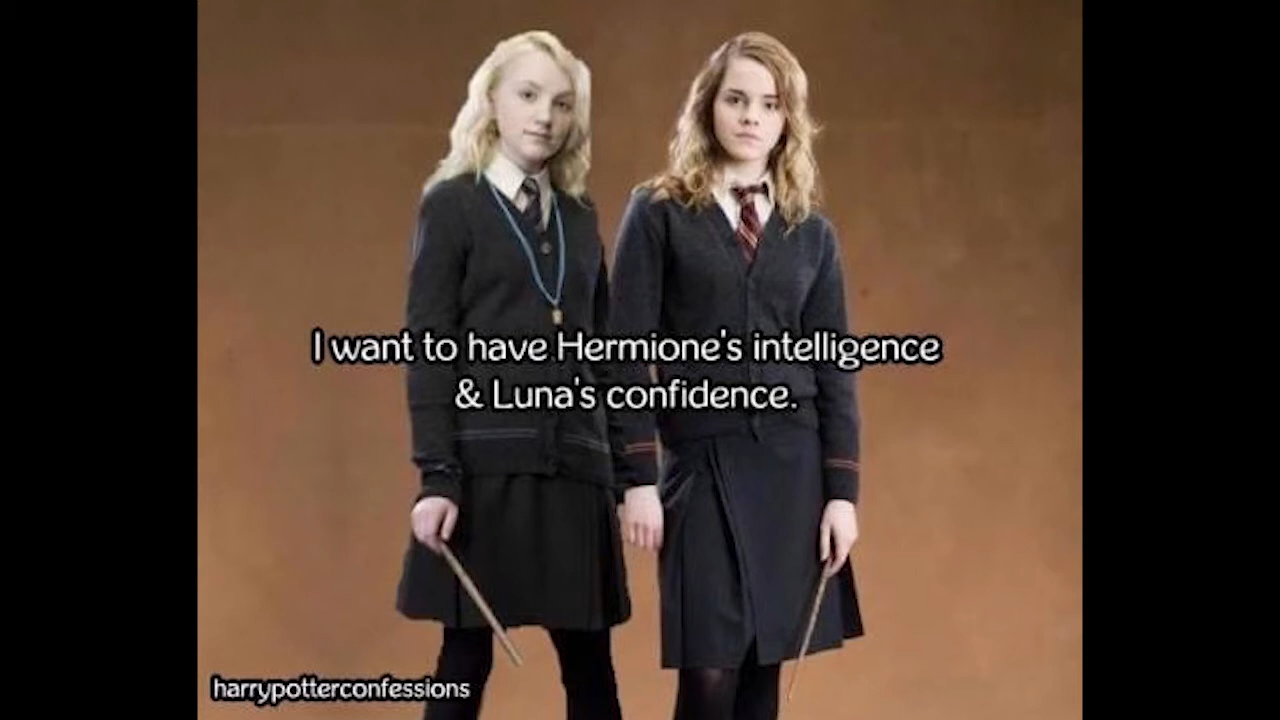 I want to have Hermione's intelligence
& Luna's confidence.
harrypotterconfessions